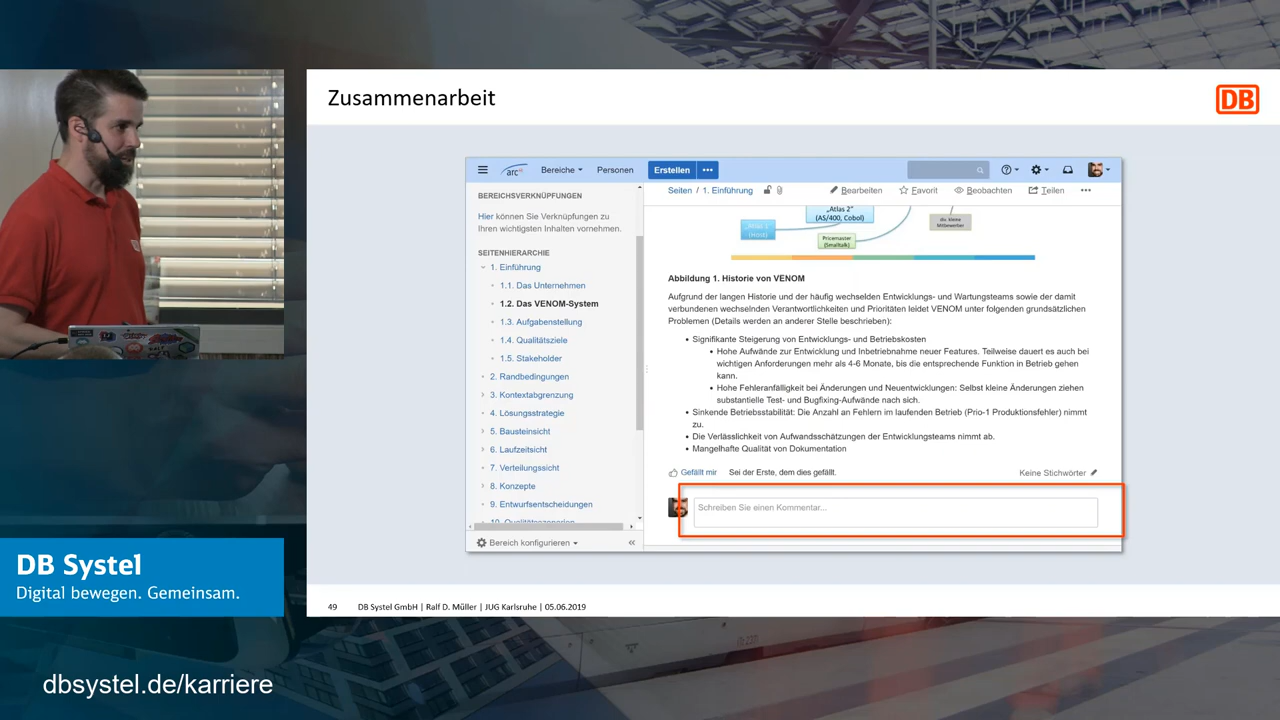 Zusammenarbeit
DB
arc
Bereiche
Personen
Erstellen
BEREICHSVERKNÜPFUNGEN
Hier können Sie Verknüpfungen zu
Ihren wichtigsten Inhalten vornehmen.
SEITENHIERARCHIE
1. Einführung
1.1. Das Unternehmen
1.2. Das VENOM-System
1.3. Aufgabenstellung
1.4. Qualitätsziele
1.5. Stakeholder
2. Randbedingungen
3. Kontextabgrenzung
4. Lösungsstrategie
5. Bausteinsicht
6. Laufzeitsicht
7. Verteilungssicht
8. Konzepte
9. Entwurfsentscheidungen
10. Qualitätsszenarien
Bereich konfigurieren
Seiten / 1. Einführung
Bearbeiten
Favorit
Beobachten
Teilen
„Atlas 2“
(AS/400, Cobol)
„Atlas 1“
(Host)
Pricemaster
(Smalltalk)
die kleine
Mitbewerber
Abbildung 1. Historie von VENOM
Aufgrund der langen Historie und der häufig wechselnden Entwicklungs- und Wartungsteams sowie der damit
verbundenen wechselnden Verantwortlichkeiten und Prioritäten leidet VENOM unter folgenden grundsätzlichen
Problemen (Details werden an anderer Stelle beschrieben):
• Signifikante Steigerung von Entwicklungs- und Betriebskosten
• Hohe Aufwände zur Entwicklung und Inbetriebnahme neuer Features. Teilweise dauert es auch bei
wichtigen Anforderungen mehr als 4-6 Monate, bis die entsprechende Funktion in Betrieb gehen
kann.
• Hohe Fehleranfälligkeit bei Änderungen und Neuentwicklungen: Selbst kleine Änderungen ziehen
substantielle Test- und Bugfixing-Aufwände nach sich.
• Sinkende Betriebsstabilität: Die Anzahl an Fehlern im laufenden Betrieb (Prio-1 Produktionsfehler) nimmt
zu.
• Die Verlässlichkeit von Aufwandsschätzungen der Entwicklungsteams nimmt ab.
• Mangelhafte Qualität von Dokumentation
Gefällt mir
Sei der Erste, dem dies gefällt.
Keine Stichwörter
Schreiben Sie einen Kommentar...
DB Systel
Digital bewegen. Gemeinsam.
49
DB Systel GmbH | Ralf D. Müller | JUG Karlsruhe | 05.06.2019
dbsystel.de/karriere